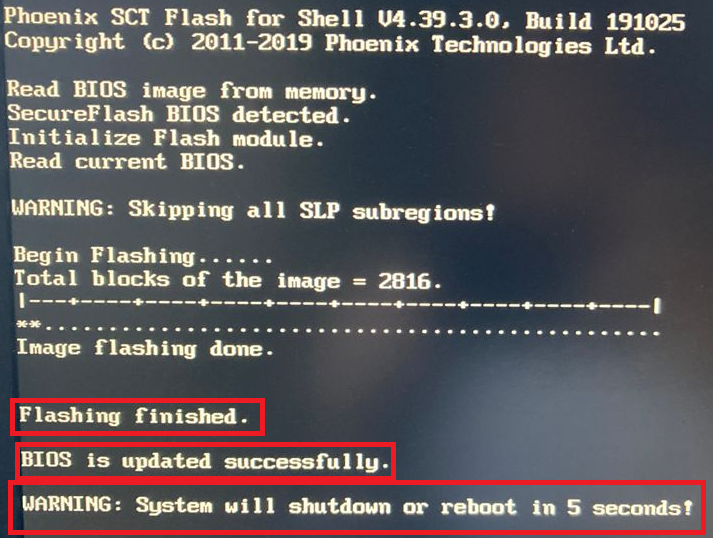 Phoenix SCT Flash for Shell V4.39.3.0, Build 191025
Copyright (c) 2011-2019 Phoenix Technologies Ltd.
Read BIOS image from memory.
SecureFlash BIOS detected.
Initialize Flash module.
Read current BIOS.
WARNING: Skipping all SLP subregions!
Begin Flashing......
Total blocks of the image = 2816.
|---+----+----+----+----+----+----+----+----+----|
**................................................
Image flashing done.
Flashing finished.
BIOS is updated successfully.
WARNING: System will shutdown or reboot in 5 seconds!